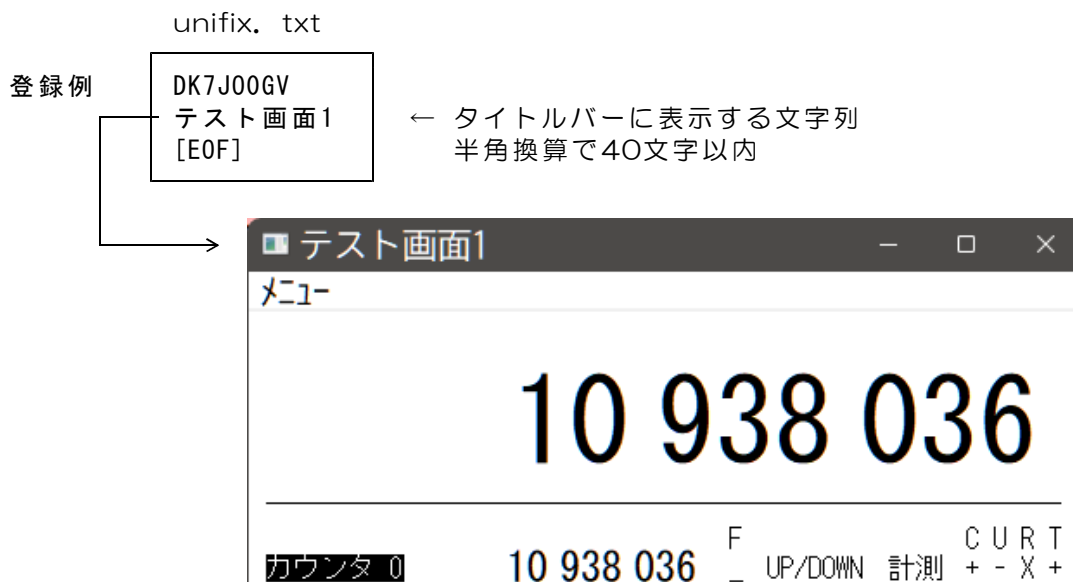 unifix. txt
登録例
DK7J00GV
テスト画面1
[EOF]
← タイトルバーに表示する文字列
半角換算で40文字以内
テスト画面1
ﾒﾆｭｰ
10 938 036
カウンタ 0 10 938 036 F UP/DOWN 計測 C U R T
+ - X +